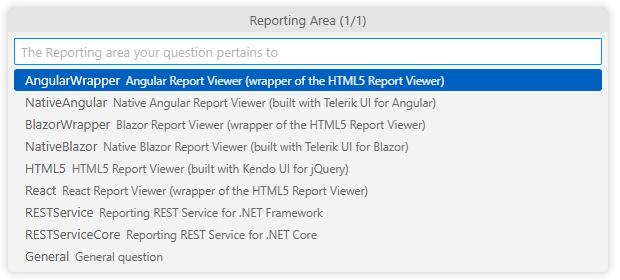 Reporting Area (1/1)
The Reporting area your question pertains to
AngularWrapper Angular Report Viewer (wrapper of the HTML5 Report Viewer)
NativeAngular Native Angular Report Viewer (built with Telerik UI for Angular)
BlazorWrapper Blazor Report Viewer (wrapper of the HTML5 Report Viewer)
NativeBlazor Native Blazor Report Viewer (built with Telerik UI for Blazor)
HTML5 HTML5 Report Viewer (built with Kendo UI for jQuery)
React React Report Viewer (wrapper of the HTML5 Report Viewer)
RESTService Reporting REST Service for .NET Framework
RESTServiceCore Reporting REST Service for .NET Core
General General question